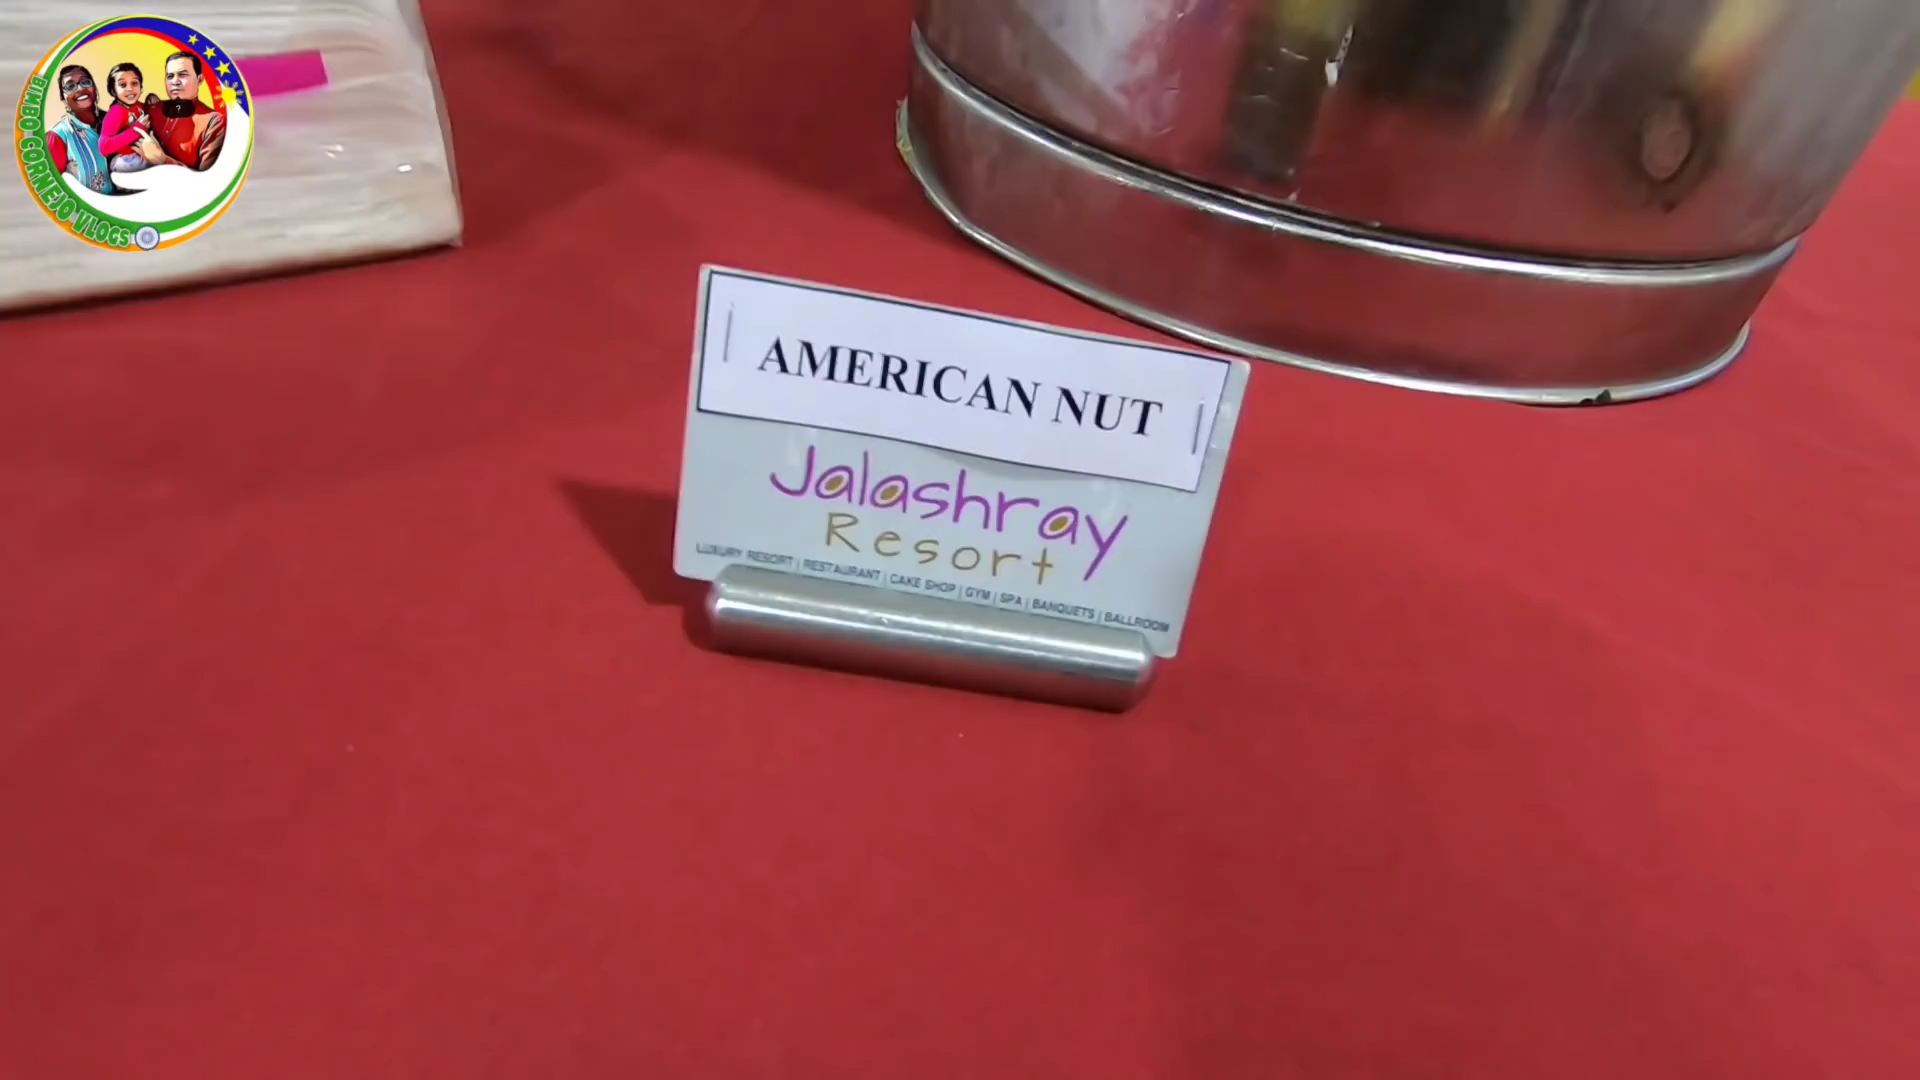 BIMBO CORNEJO VLOGS
AMERICAN NUT
Jalashray
Resort
LUXURY RESORT | RESTAURANT | CAKE SHOP | GYM | SPA | BANQUETS | BALLROOM